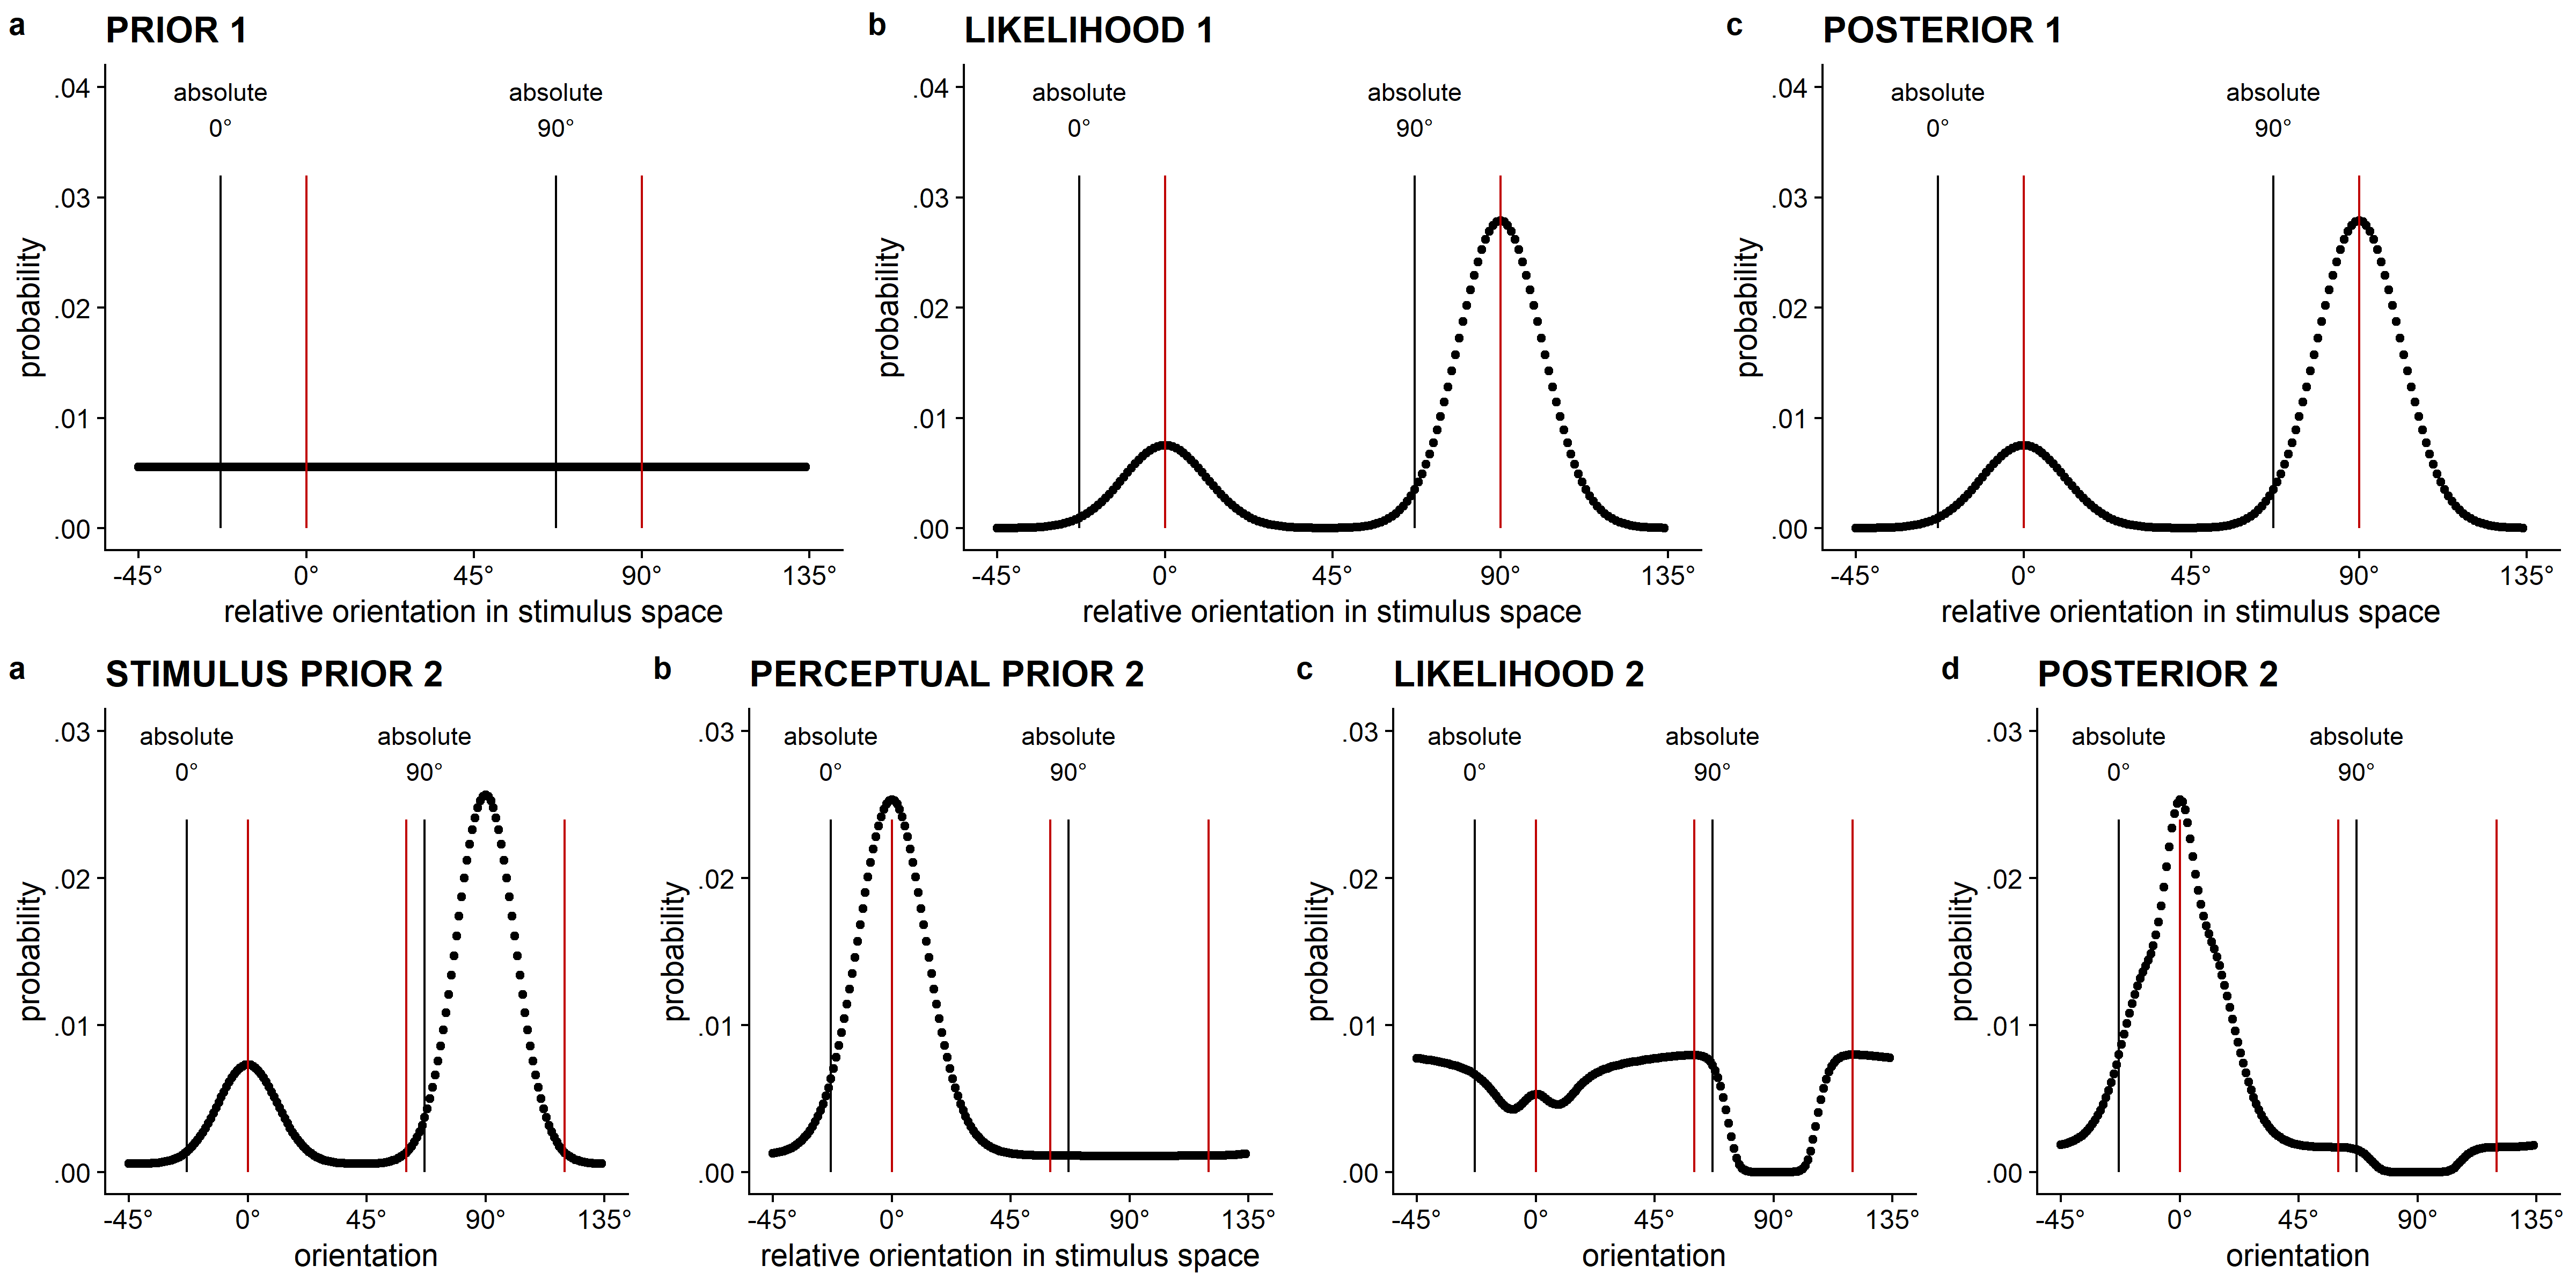 a PRIOR 1
absolute 0°
absolute 90°
.04
.03
.02
.01
.00
probability
-45° 0° 45° 90° 135°
relative orientation in stimulus space
b LIKELIHOOD 1
absolute 0°
absolute 90°
.04
.03
.02
.01
.00
probability
-45° 0° 45° 90° 135°
relative orientation in stimulus space
c POSTERIOR 1
absolute 0°
absolute 90°
.04
.03
.02
.01
.00
probability
-45° 0° 45° 90° 135°
relative orientation in stimulus space
a STIMULUS PRIOR 2
absolute 0°
absolute 90°
.03
.02
.01
.00
probability
-45° 0° 45° 90° 135°
orientation
b PERCEPTUAL PRIOR 2
absolute 0°
absolute 90°
.03
.02
.01
.00
probability
-45° 0° 45° 90° 135°
relative orientation in stimulus space
c LIKELIHOOD 2
absolute 0°
absolute 90°
.03
.02
.01
.00
probability
-45° 0° 45° 90° 135°
orientation
d POSTERIOR 2
absolute 0°
absolute 90°
.03
.02
.01
.00
probability
-45° 0° 45° 90° 135°
orientation